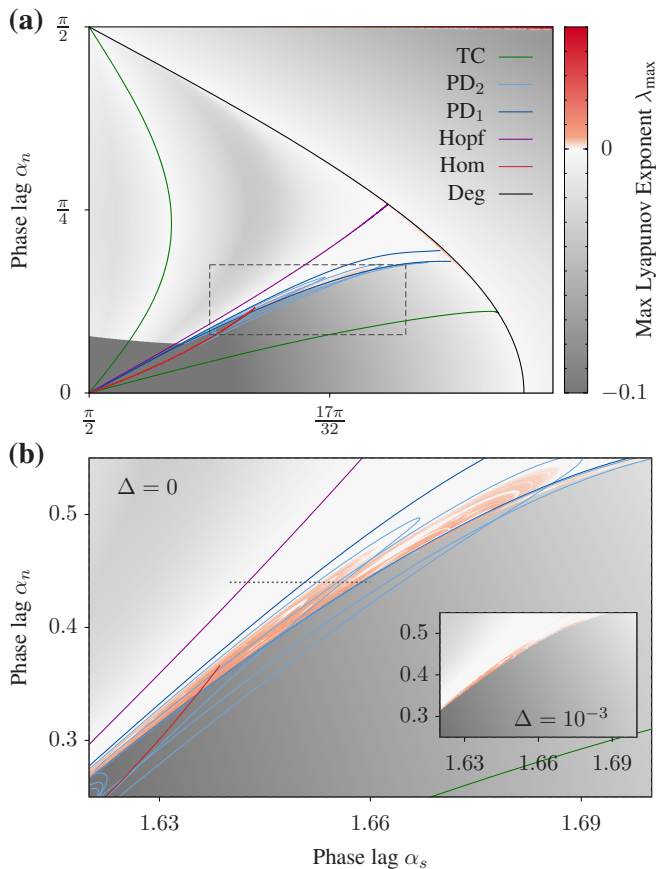 (a)
π/2
π/4
0
Phase lag αₙ
π/2
17π/32
TC
PD₂
PD₁
Hopf
Hom
Deg
0
−0.1
Max Lyapunov Exponent λₘₐₓ
(b)
Δ = 0
0.5
0.4
0.3
Phase lag αₙ
0.5
0.4
0.3
Δ = 10⁻³
1.63 1.66 1.69
1.63 1.66 1.69
Phase lag αₛ